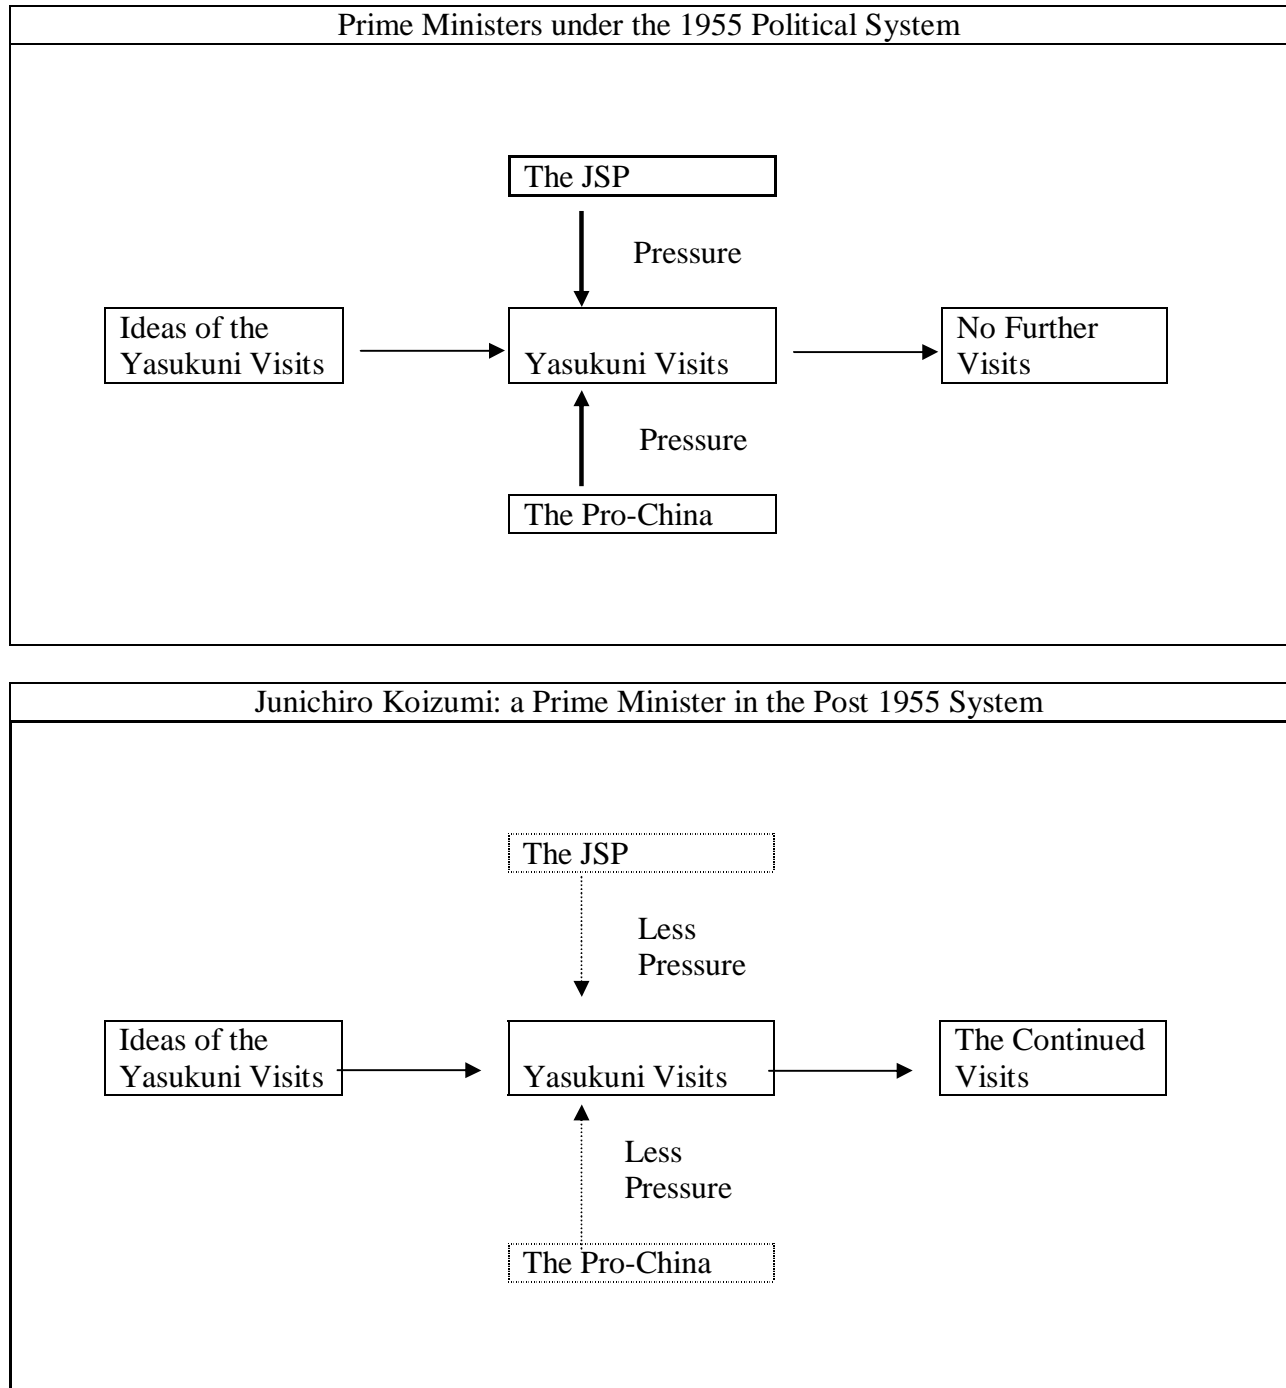 Prime Ministers under the 1955 Political System
The JSP
Pressure
Ideas of the
Yasukuni Visits
Yasukuni Visits
No Further
Visits
Pressure
The Pro-China
Junichiro Koizumi: a Prime Minister in the Post 1955 System
The JSP
Less
Pressure
Ideas of the
Yasukuni Visits
Yasukuni Visits
The Continued
Visits
Less
Pressure
The Pro-China